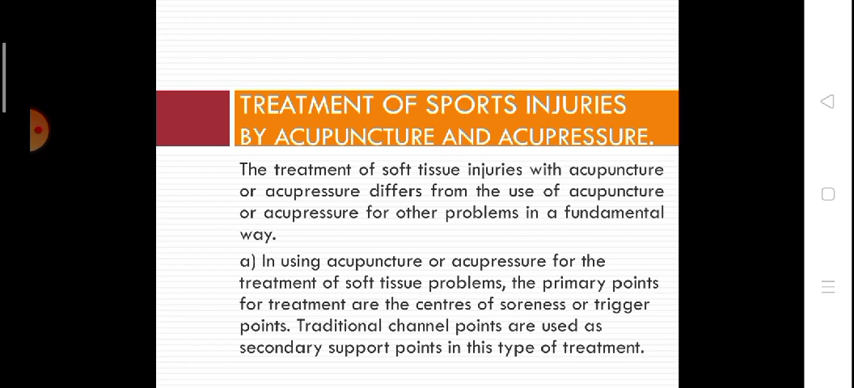 TREATMENT OF SPORTS INJURIES
BY ACUPUNCTURE AND ACUPRESSURE.
The treatment of soft tissue injuries with acupuncture
or acupressure differs from the use of acupuncture
or acupressure for other problems in a fundamental
way.
a) In using acupuncture or acupressure for the
treatment of soft tissue problems, the primary points
for treatment are the centres of soreness or trigger
points. Traditional channel points are used as
secondary support points in this type of treatment.